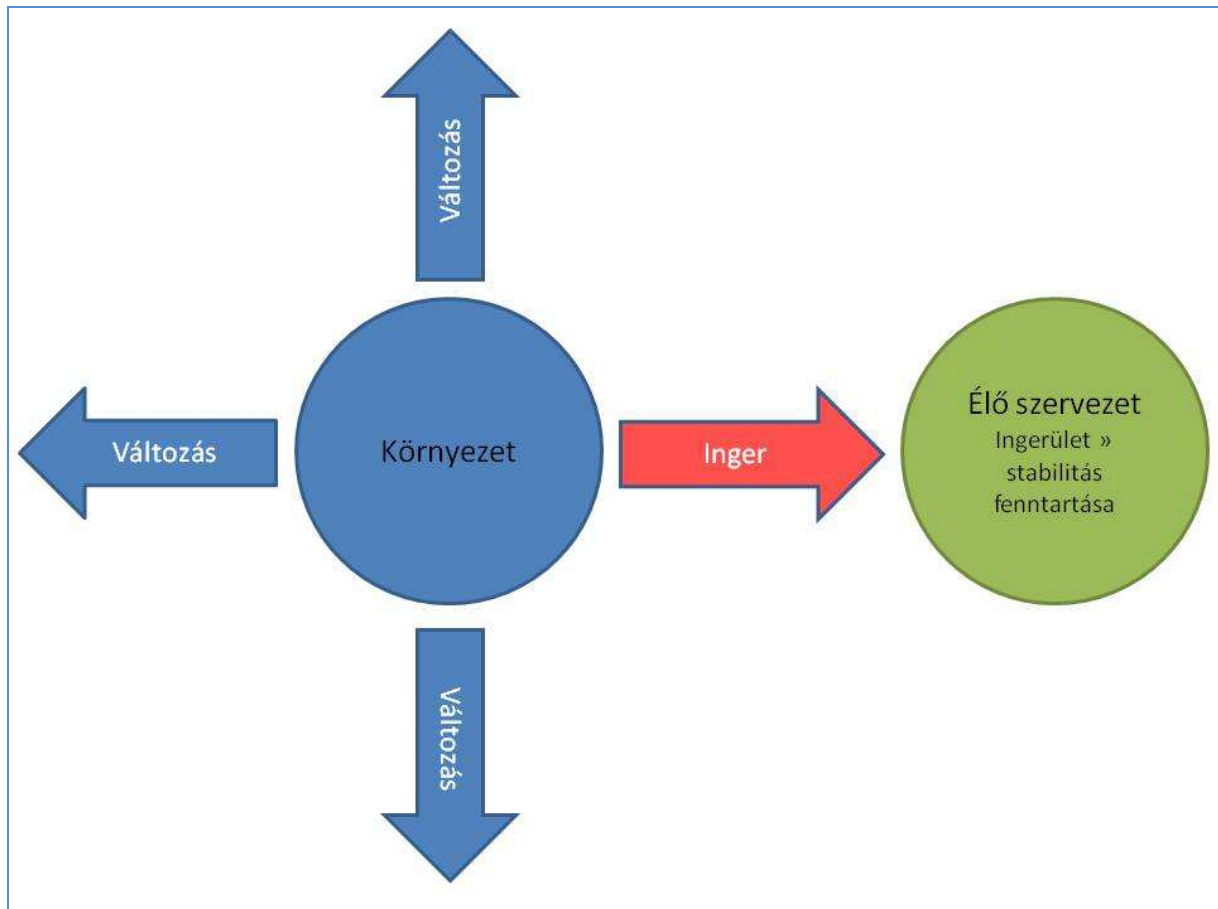 Változás
Változás
Környezet
Inger
Élő szervezet
Ingerület »
stabilitás
fenntartása
Változás